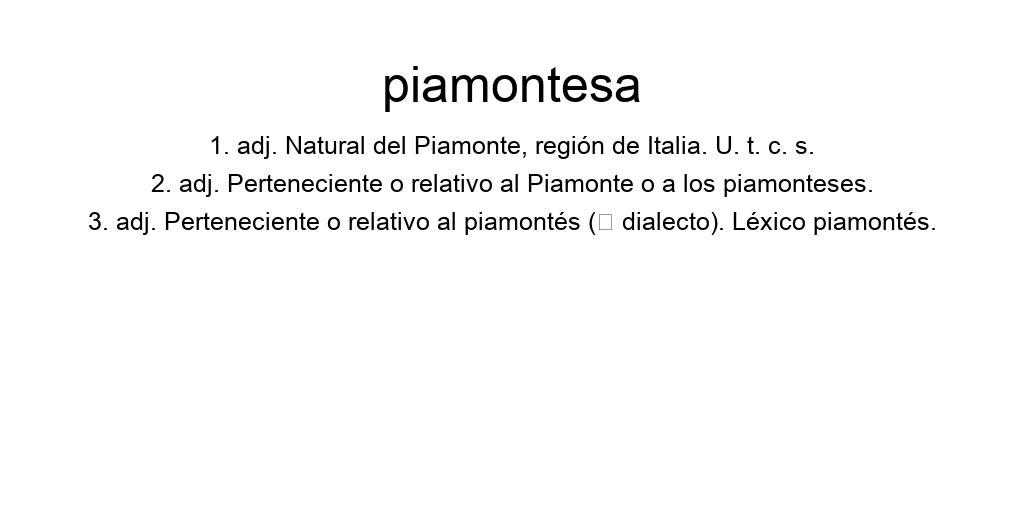 piamontesa
1. adj. Natural del Piamonte, región de Italia. U. t. c. s.
2. adj. Perteneciente o relativo al Piamonte o a los piamonteses.
3. adj. Perteneciente o relativo al piamontés (□ dialecto). Léxico piamontés.